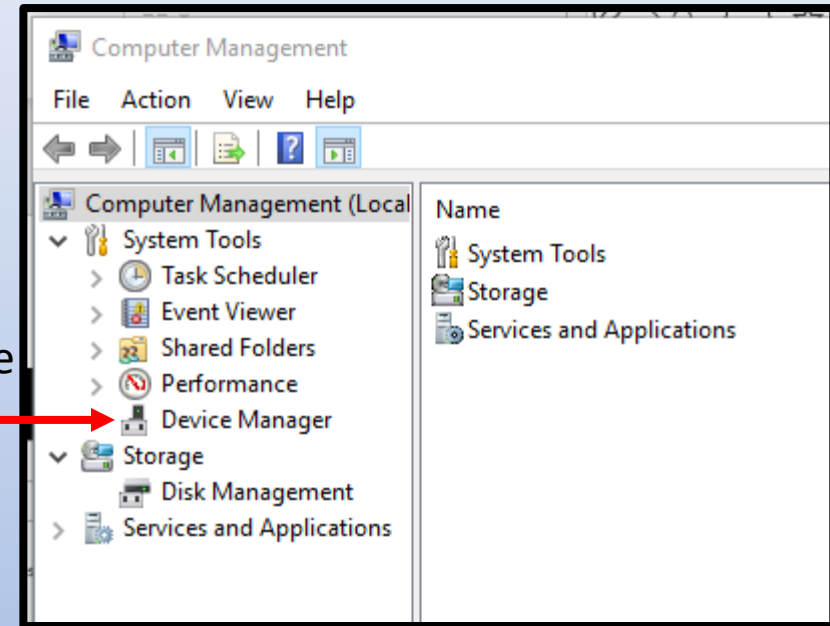 Computer Management
File Action View Help
Computer Management (Local
System Tools
Task Scheduler
Event Viewer
Shared Folders
Performance
Device Manager
Storage
Disk Management
Services and Applications
Name
System Tools
Storage
Services and Applications
e